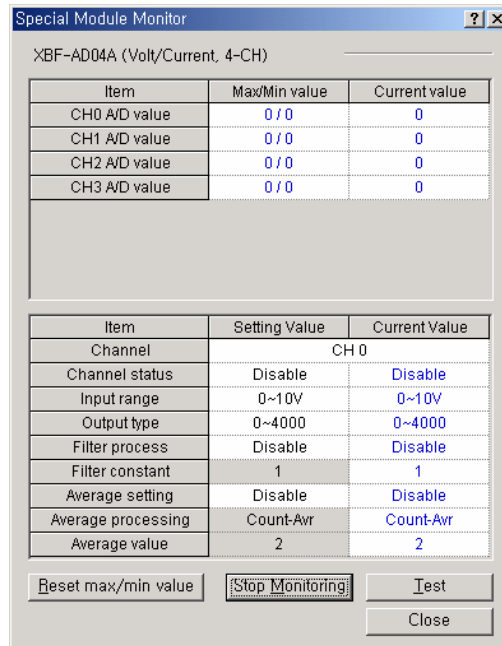 Special Module Monitor
XBF-AD04A (Volt/Current, 4-CH)
Item Max/Min value Current value
CH0 A/D value 0 / 0 0
CH1 A/D value 0 / 0 0
CH2 A/D value 0 / 0 0
CH3 A/D value 0 / 0 0
Item Setting Value Current Value
Channel CH 0
Channel status Disable Disable
Input range 0~10V 0~10V
Output type 0~4000 0~4000
Filter process Disable Disable
Filter constant 1 1
Average setting Disable Disable
Average processing Count-Avr Count-Avr
Average value 2 2
Reset max/min value Stop Monitoring Test
Close